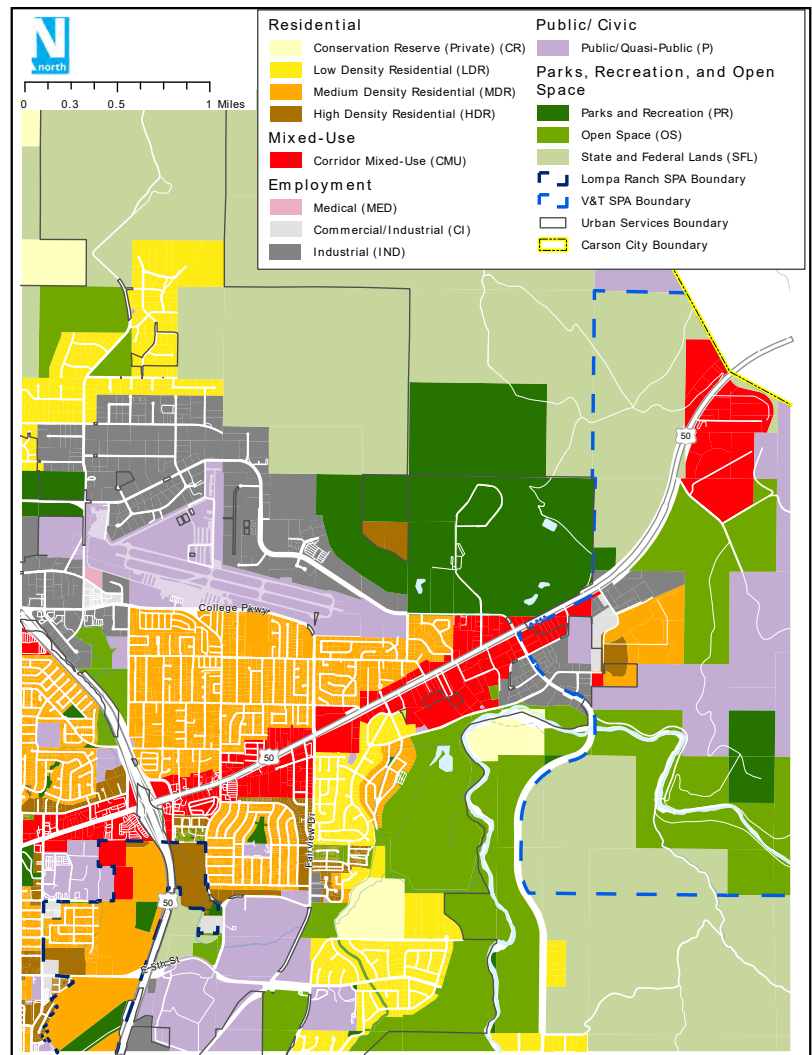 N
north
0 0.3 0.5 1 Miles
Residential
Conservation Reserve (Private) (CR)
Low Density Residential (LDR)
Medium Density Residential (MDR)
High Density Residential (HDR)
Mixed-Use
Corridor Mixed-Use (CMU)
Employment
Medical (MED)
Commercial/Industrial (CI)
Industrial (IND)
Public/ Civic
Public/Quasi-Public (P)
Parks, Recreation, and Open
Space
Parks and Recreation (PR)
Open Space (OS)
State and Federal Lands (SFL)
Lompa Ranch SPA Boundary
V&T SPA Boundary
Urban Services Boundary
Carson City Boundary
50
College Pkwy
50
Fairview Dr
50
E 5th St